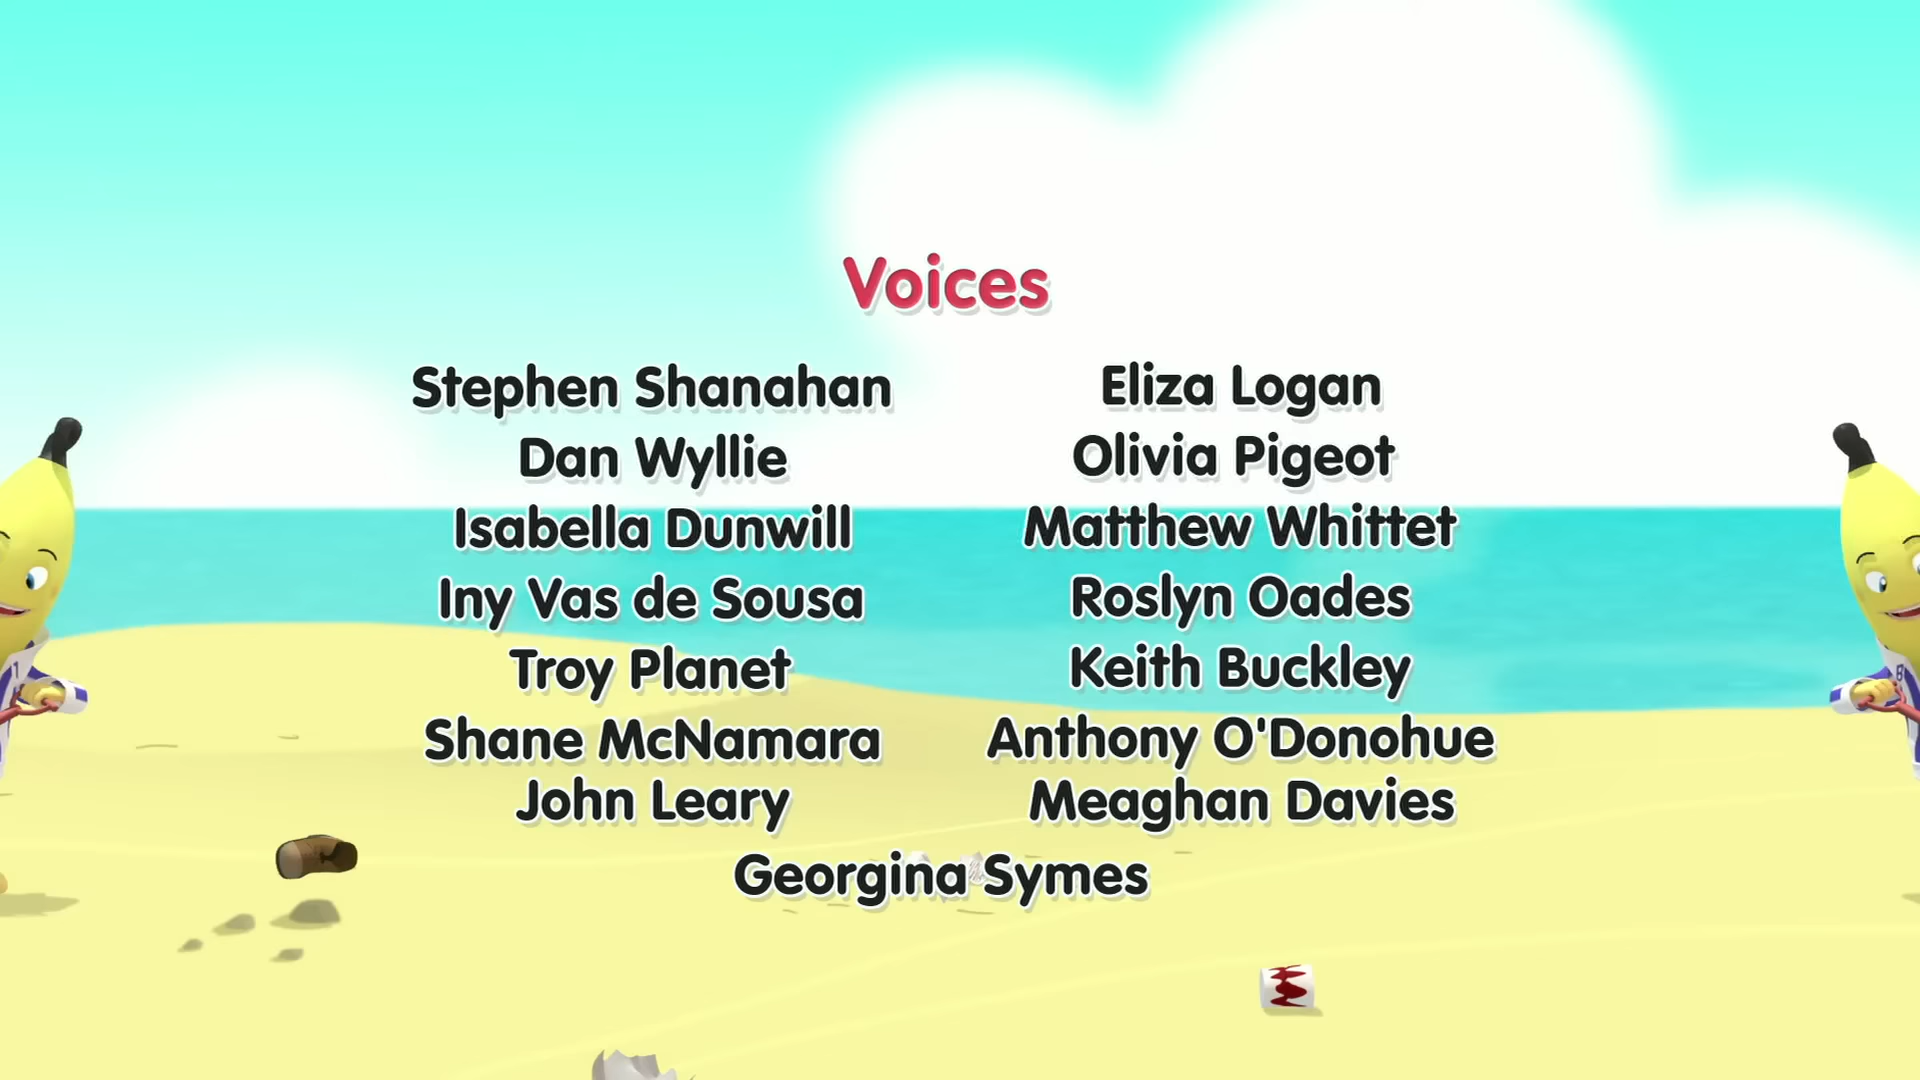 Voices
Stephen Shanahan
Eliza Logan
Dan Wyllie
Olivia Pigeot
Isabella Dunwill
Matthew Whittet
Iny Vas de Sousa
Roslyn Oades
Troy Planet
Keith Buckley
Shane McNamara
Anthony O'Donohue
John Leary
Meaghan Davies
Georgina Symes